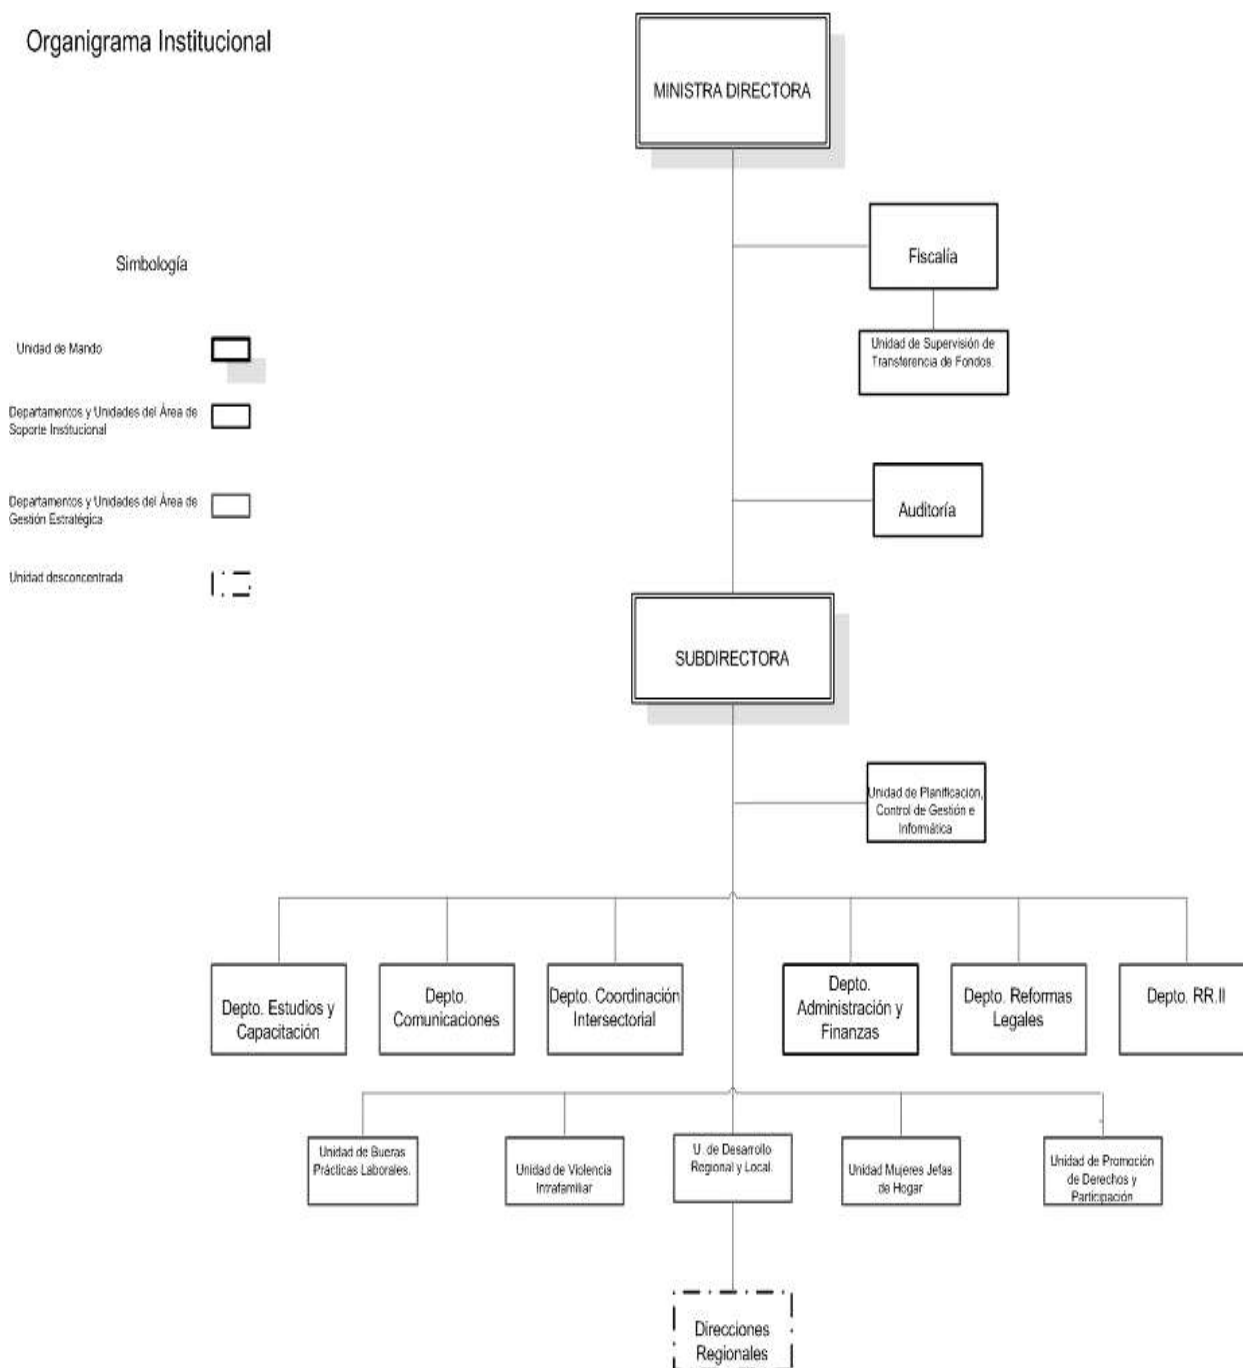 Organigrama Institucional
MINISTRA DIRECTORA
Fiscalía
Unidad de Supervisión de
Transferencia de Fondos.
Simbología
Unidad de Mando
Departamentos y Unidades del Área de
Soporte Institucional
Departamentos y Unidades del Área de
Gestión Estratégica
Unidad desconcentrada
Auditoría
SUBDIRECTORA
Unidad de Planificación,
Control de Gestión e
Informática
Depto. Estudios y
Capacitación
Depto.
Comunicaciones
Depto. Coordinación
Intersectorial
Depto.
Administración y
Finanzas
Depto. Reformas
Legales
Depto. RR.II
Unidad de Buenas
Prácticas Laborales.
Unidad de Violencia
Intrafamiliar
U. de Desarrollo
Regional y Local.
Unidad Mujeres Jefas
de Hogar
Unidad de Promoción
de Derechos y
Participación
Direcciones
Regionales